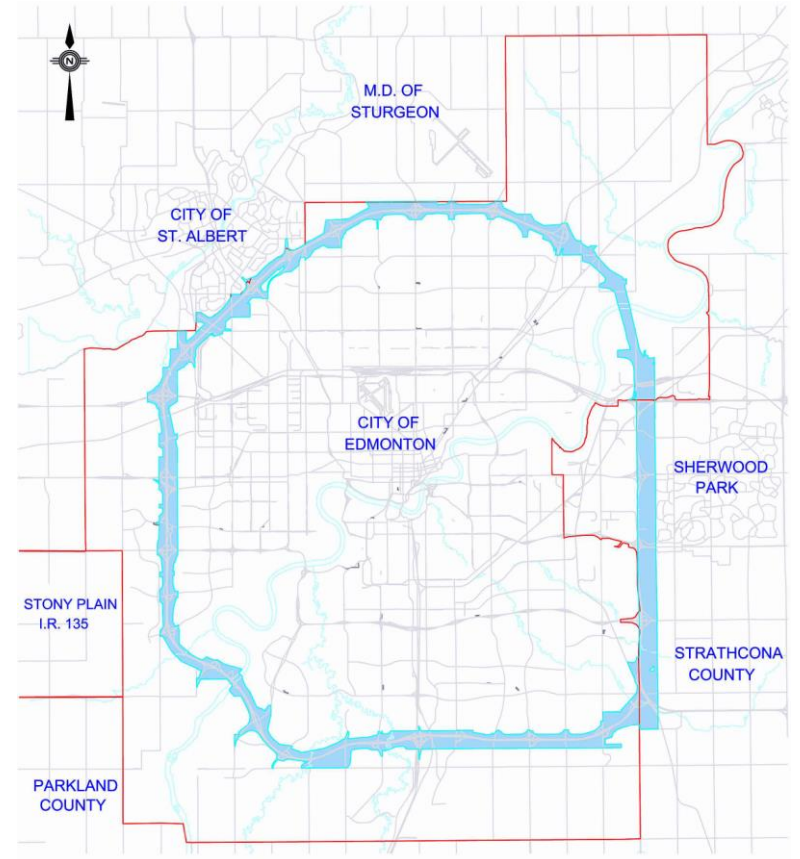 N
M.D. OF
STURGEON
CITY OF
ST. ALBERT
CITY OF
EDMONTON
SHERWOOD
PARK
STONY PLAIN
I.R. 135
STRATHCONA
COUNTY
PARKLAND
COUNTY